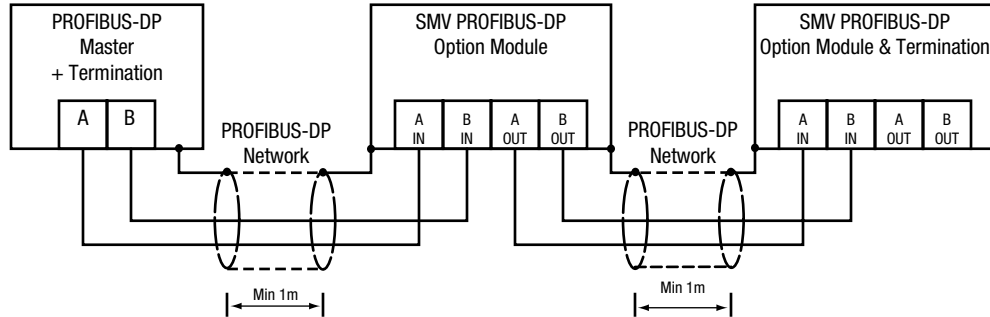 PROFIBUS-DP
Master
+ Termination
A B
PROFIBUS-DP
Network
Min 1m
SMV PROFIBUS-DP
Option Module
A IN
B IN
A OUT
B OUT
PROFIBUS-DP
Network
Min 1m
SMV PROFIBUS-DP
Option Module & Termination
A IN
B IN
A OUT
B OUT